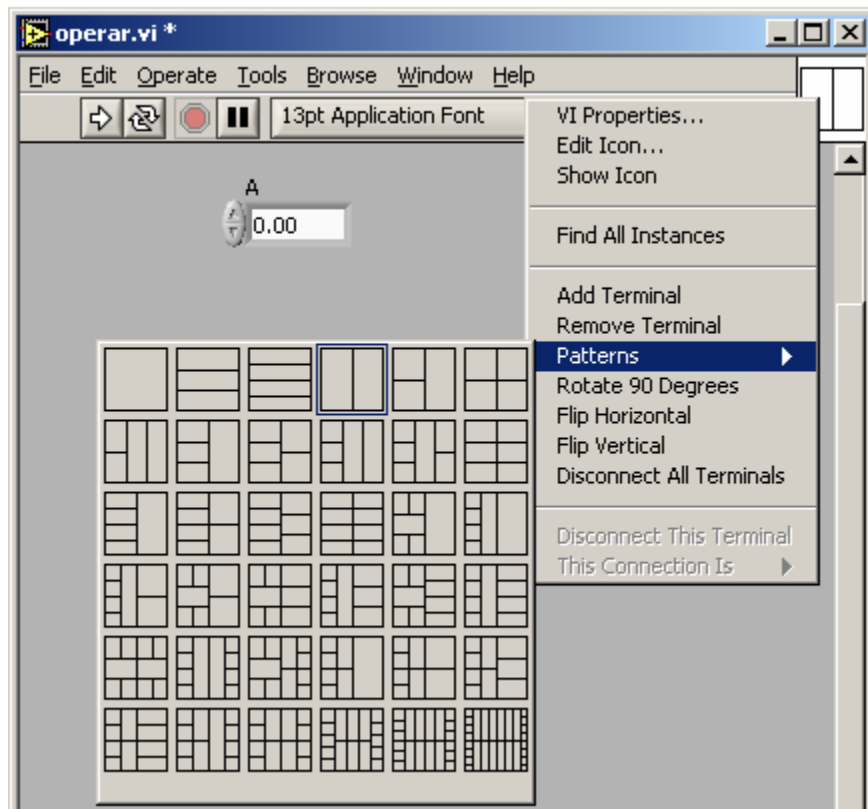 operar.vi *
File Edit Operate Tools Browse Window Help
13pt Application Font
VI Properties...
Edit Icon...
Show Icon
A
0.00
Find All Instances
Add Terminal
Remove Terminal
Patterns
Rotate 90 Degrees
Flip Horizontal
Flip Vertical
Disconnect All Terminals
Disconnect This Terminal
This Connection Is